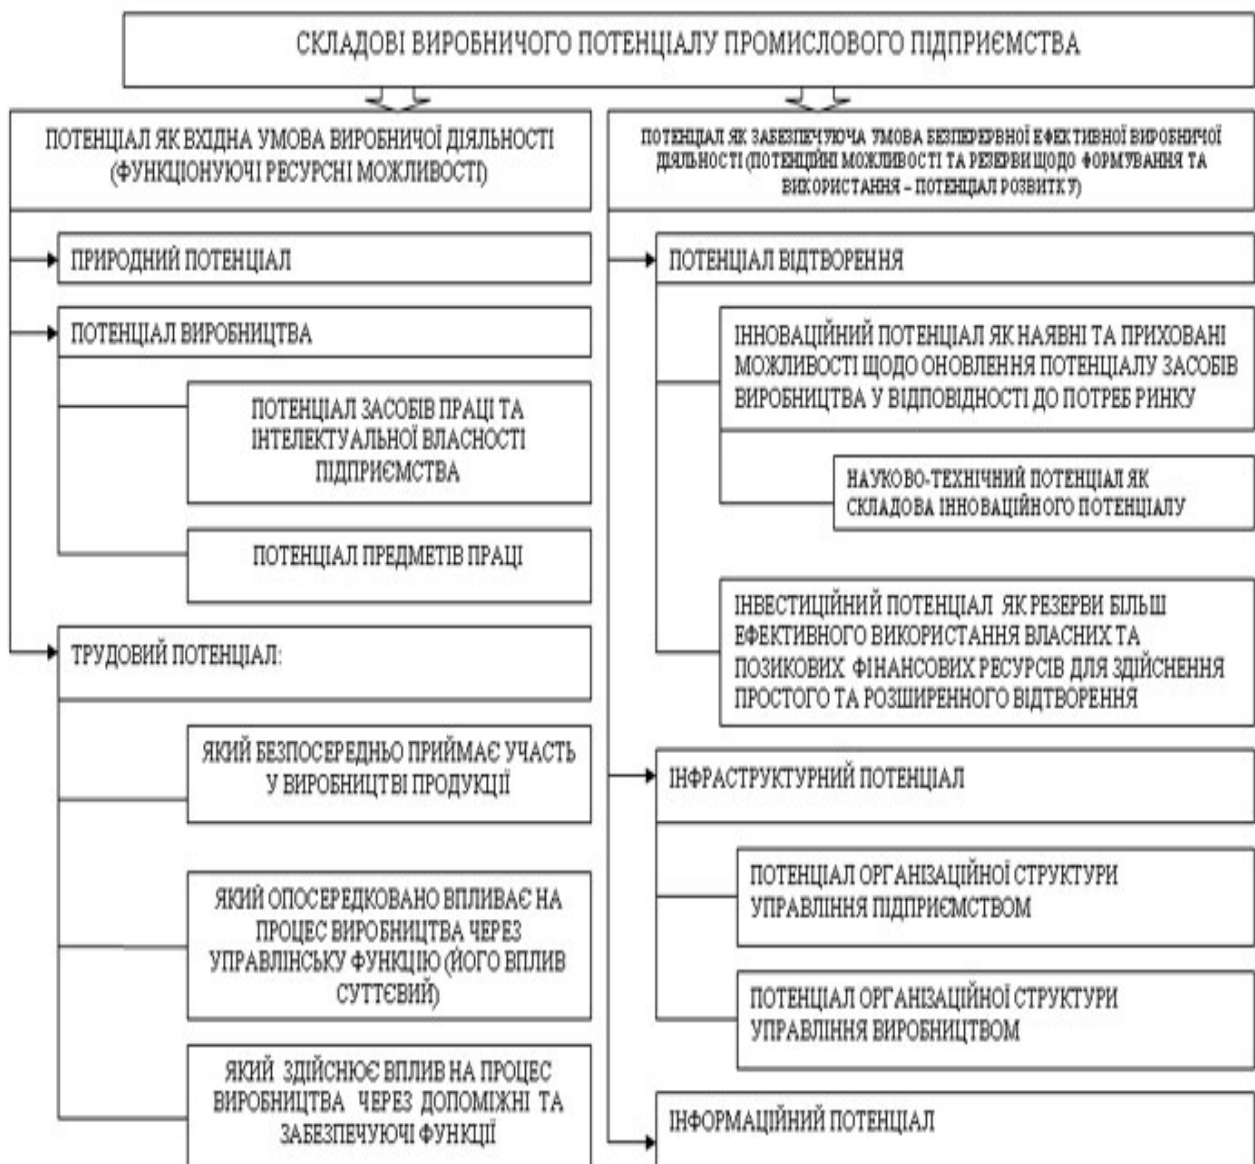 СКЛАДОВІ ВИРОБНИЧОГО ПОТЕНЦІАЛУ ПРОМИСЛОВОГО ПІДПРИЄМСТВА
ПОТЕНЦІАЛ ЯК ВХІДНА УМОВА ВИРОБНИЧОЇ ДІЯЛЬНОСТІ
(ФУНКЦІОНУЮЧІ РЕСУРСНІ МОЖЛИВОСТІ)
ПРИРОДНИЙ ПОТЕНЦІАЛ
ПОТЕНЦІАЛ ВИРОБНИЦТВА
ПОТЕНЦІАЛ ЗАСОБІВ ПРАЦІ ТА
ІНТЕЛЕКТУАЛЬНОЇ ВЛАСНОСТІ
ПІДПРИЄМСТВА
ПОТЕНЦІАЛ ПРЕДМЕТІВ ПРАЦІ
ТРУДОВИЙ ПОТЕНЦІАЛ:
ЯКИЙ БЕЗПОСЕРЕДНЬО ПРИЙМАЄ УЧАСТЬ
У ВИРОБНИЦТВІ ПРОДУКЦІЇ
ЯКИЙ ОПОСЕРЕДКОВАНО ВПЛИВАЄ НА
ПРОЦЕС ВИРОБНИЦТВА ЧЕРЕЗ
УПРАВЛІНСЬКУ ФУНКЦІЮ (ЙОГО ВПЛИВ
СУТТЄВИЙ)
ЯКИЙ ЗДІЙСНЮЄ ВПЛИВ НА ПРОЦЕС
ВИРОБНИЦТВА ЧЕРЕЗ ДОПОМІЖНІ ТА
ЗАБЕЗПЕЧУЮЧІ ФУНКЦІЇ
ПОТЕНЦІАЛ ЯК ЗАБЕЗПЕЧУЮЧА УМОВА БЕЗПЕРЕРВНОЇ ЕФЕКТИВНОЇ ВИРОБНИЧОЇ
ДІЯЛЬНОСТІ (ПОТЕНЦІЙНІ МОЖЛИВОСТІ ТА РЕЗЕРВИ ЩОДО ФОРМУВАННЯ ТА
ВИКОРИСТАННЯ – ПОТЕНЦІАЛ РОЗВИТКУ)
ПОТЕНЦІАЛ ВІДТВОРЕННЯ
ІННОВАЦІЙНИЙ ПОТЕНЦІАЛ ЯК НАЯВНІ ТА ПРИХОВАНІ
МОЖЛИВОСТІ ЩОДО ОНОВЛЕННЯ ПОТЕНЦІАЛУ ЗАСОБІВ
ВИРОБНИЦТВА У ВІДПОВІДНОСТІ ДО ПОТРЕБ РИНКУ
НАУКОВО-ТЕХНІЧНИЙ ПОТЕНЦІАЛ ЯК
СКЛАДОВА ІННОВАЦІЙНОГО ПОТЕНЦІАЛУ
ІНВЕСТИЦІЙНИЙ ПОТЕНЦІАЛ ЯК РЕЗЕРВИ БІЛЬШ
ЕФЕКТИВНОГО ВИКОРИСТАННЯ ВЛАСНИХ ТА
ПОЗИКОВИХ ФІНАНСОВИХ РЕСУРСІВ ДЛЯ ЗДІЙСНЕННЯ
ПРОСТОГО ТА РОЗШИРЕННОГО ВІДТВОРЕННЯ
ІНФРАСТРУКТУРНИЙ ПОТЕНЦІАЛ
ПОТЕНЦІАЛ ОРГАНІЗАЦІЙНОЇ СТРУКТУРИ
УПРАВЛІННЯ ПІДПРИЄМСТВОМ
ПОТЕНЦІАЛ ОРГАНІЗАЦІЙНОЇ СТРУКТУРИ
УПРАВЛІННЯ ВИРОБНИЦТВОМ
ІНФОРМАЦІЙНИЙ ПОТЕНЦІАЛ